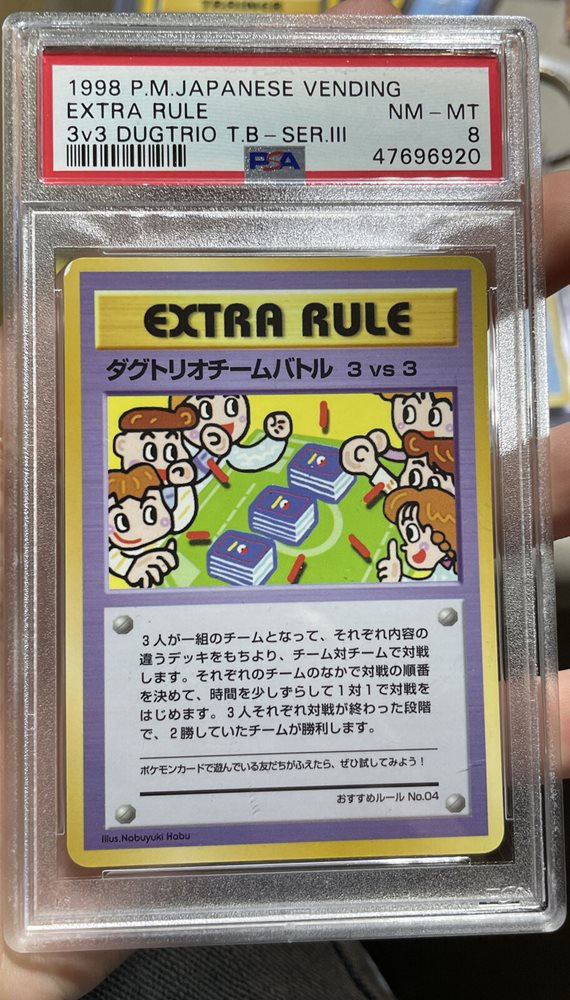 TRAINER
1998 P.M.JAPANESE VENDING
EXTRA RULE NM-MT
3v3 DUGTRIO T.B-SER.III 8
PSA 47696920
EXTRA RULE
ダグトリオチームバトル 3 vs 3
3人が一組のチームとなって、それぞれ内容の
違うデッキをもちより、チーム対チームで対戦
します。それぞれのチームのなかで対戦の順番
を決めて、時間を少しずらして1対1で対戦を
はじめます。3人それぞれ対戦が終わった段階
で、2勝していたチームが勝利します。
ポケモンカードで遊んでいる友だちがふえたら、ぜひ試してみよう!
おすすめルール No.04
Illus.Nobuyuki Habu